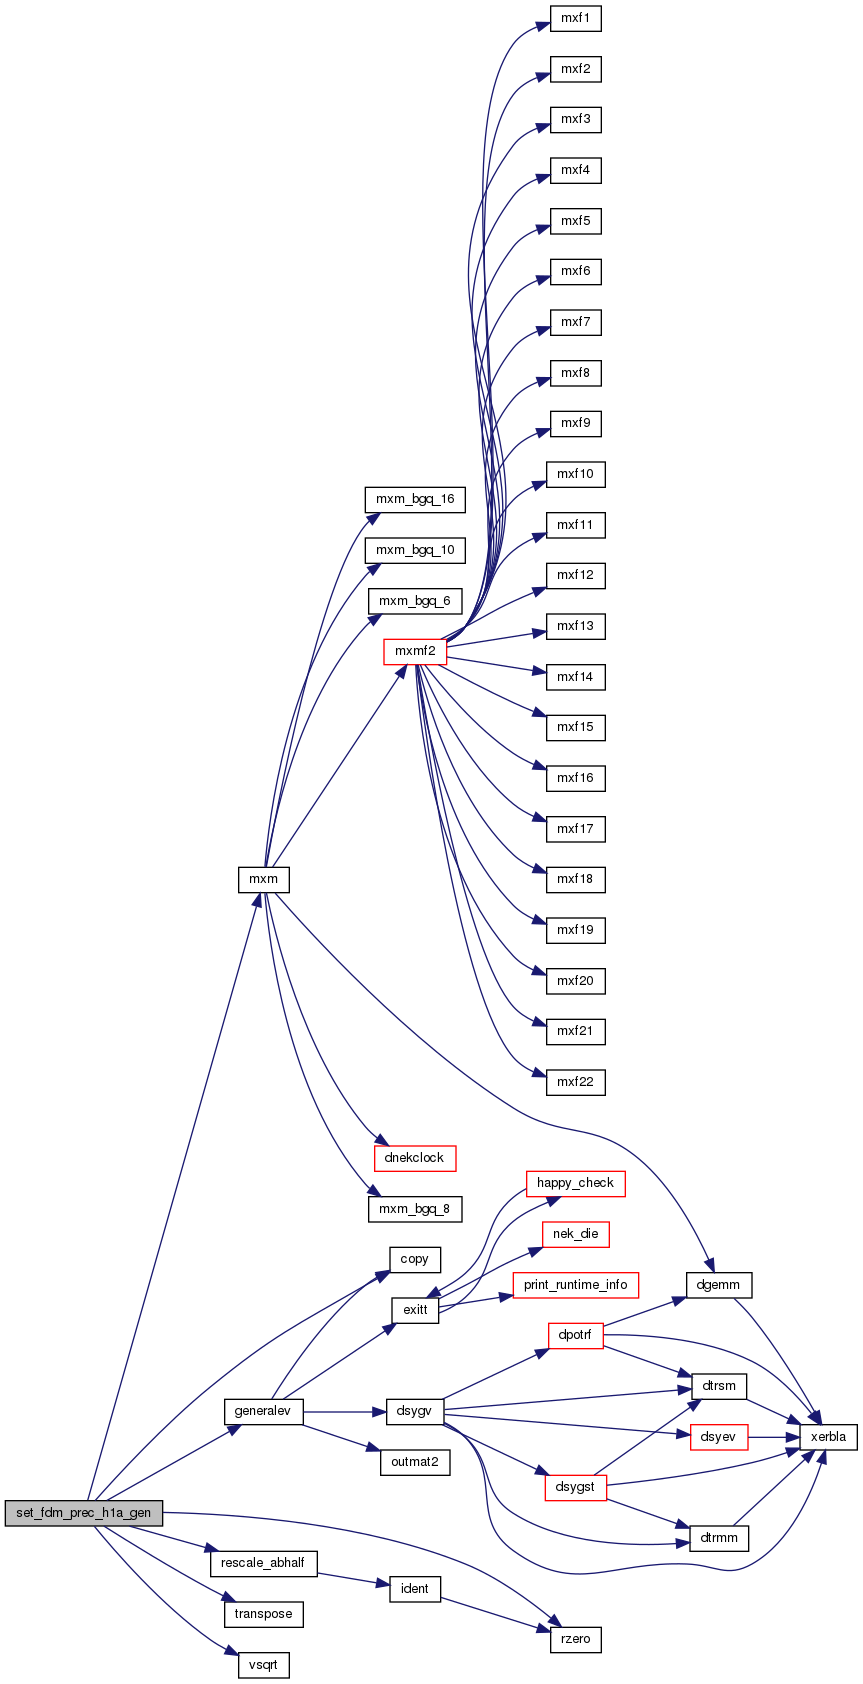 mxf1
mxf2
mxf3
mxf4
mxf5
mxf6
mxf7
mxf8
mxf9
mxf10
mxm_bgq_16
mxf11
mxm_bgq_10
mxf12
mxm_bgq_6
mxf13
mxmf2
mxf14
mxf15
mxf16
mxf17
mxm
mxf18
mxf19
mxf20
mxf21
mxf22
dnekclock
happy_check
mxm_bgq_8
nek_die
copy
print_runtime_info
dgemm
exitt
dpotrf
dtrsm
generalev
dsygv
dsyev
xerbla
outmat2
dsygst
set_fdm_prec_h1a_gen
dtrmm
rescale_abhalf
ident
transpose
rzero
vsqrt